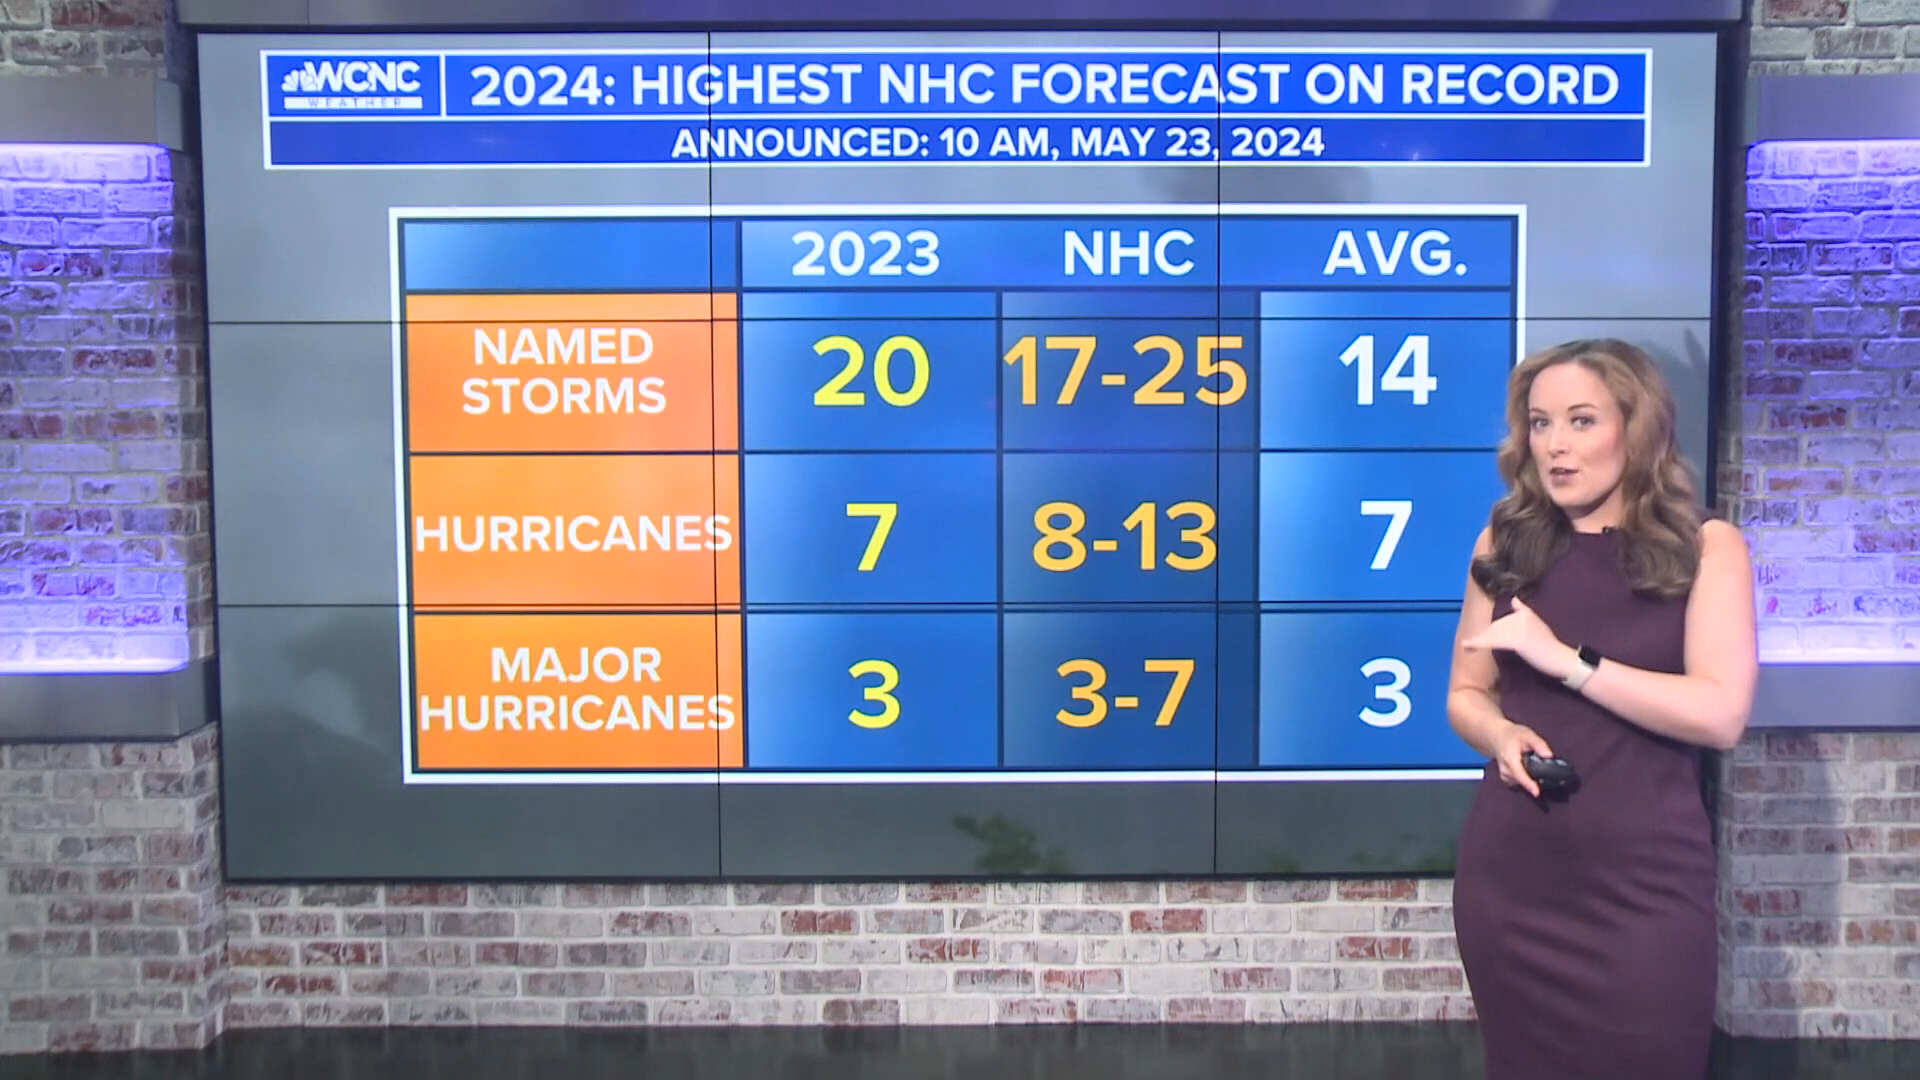 WCNC
WEATHER
2024: HIGHEST NHC FORECAST ON RECORD
ANNOUNCED: 10 AM, MAY 23, 2024
2023 NHC AVG.
NAMED
STORMS
20 17-25 14
HURRICANES 7 8-13 7
MAJOR
HURRICANES
3 3-7 3